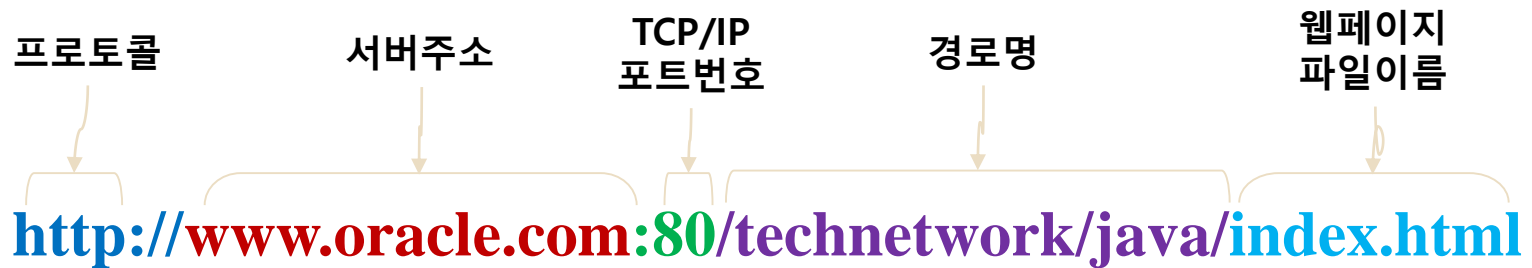 프로토콜
서버주소
TCP/IP
포트번호
경로명
웹페이지
파일이름
http://www.oracle.com:80/technetwork/java/index.html